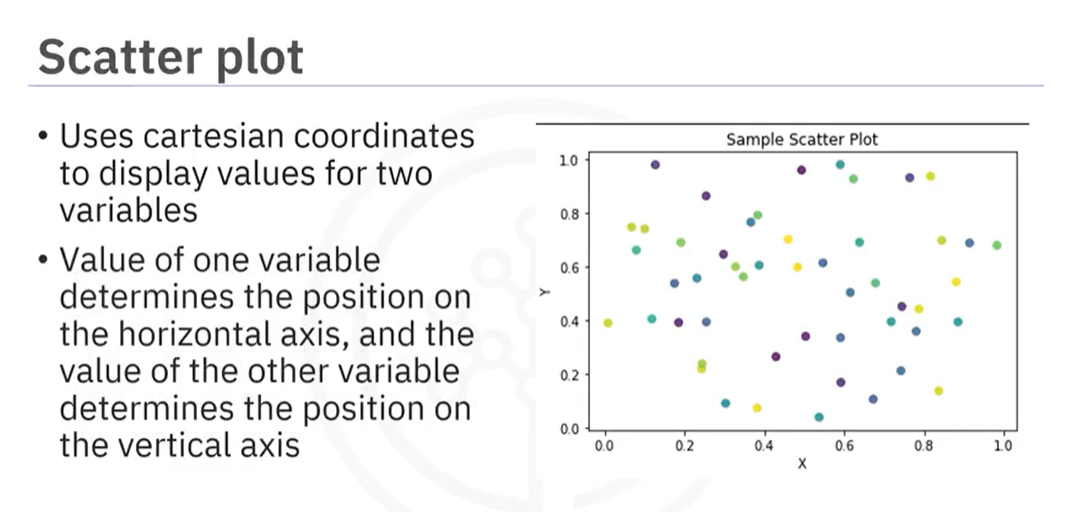 Scatter plot
• Uses cartesian coordinates
to display values for two
variables
• Value of one variable
determines the position on
the horizontal axis, and the
value of the other variable
determines the position on
the vertical axis
Sample Scatter Plot
1.0
0.8
0.6
0.4
0.2
0.0
Y
0.0 0.2 0.4 0.6 0.8 1.0
X